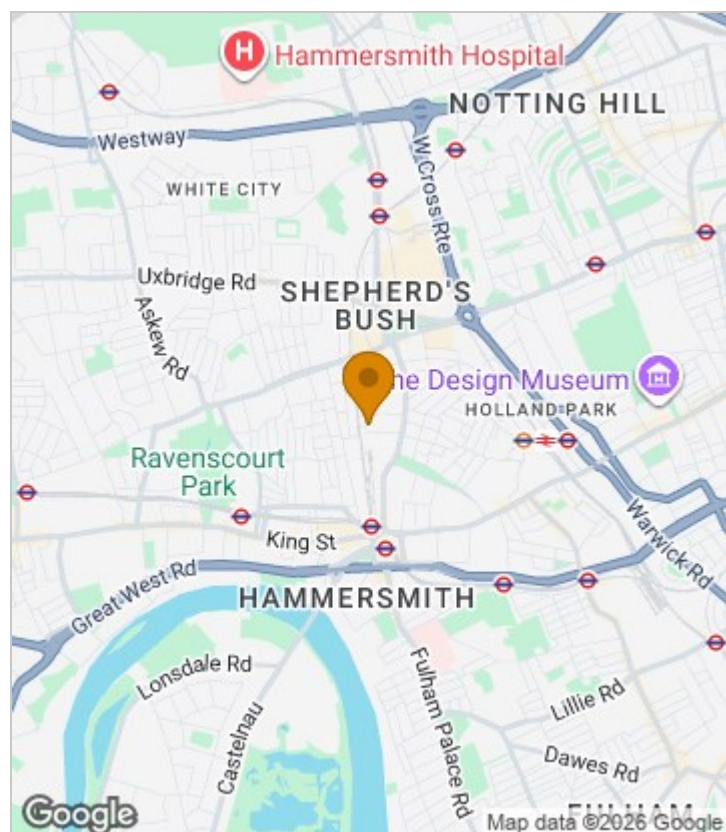 H Hammersmith Hospital
NOTTING HILL
Westway
W Cross Rte
WHITE CITY
Uxbridge Rd
SHEPHERD'S
BUSH
Askew Rd
he Design Museum
HOLLAND PARK
Ravenscourt
Park
King St
Warwick Rd
Great West Rd
HAMMERSMITH
Lonsdale Rd
Castelnau
Fulham Palace Rd
Lillie Rd
Dawes Rd
FULHAM
Google
Map data ©2026 Google